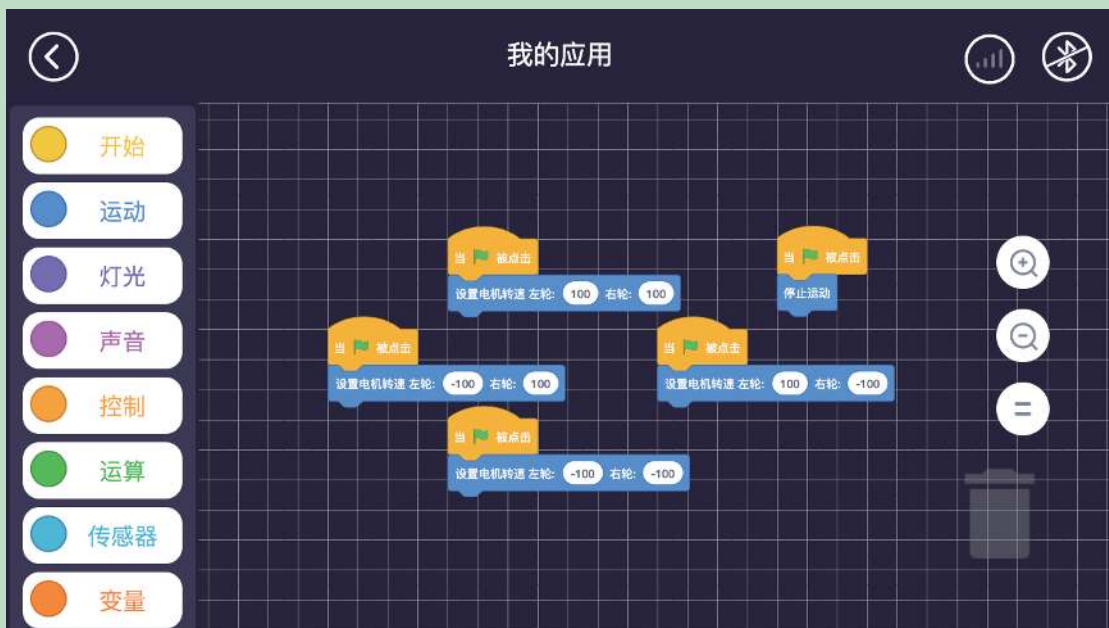 我的应用
开始
运动
灯光
声音
控制
运算
传感器
变量
当 被点击
设置电机转速 左轮: 100 右轮: 100
当 被点击
停止运动
当 被点击
设置电机转速 左轮: -100 右轮: 100
当 被点击
设置电机转速 左轮: 100 右轮: -100
当 被点击
设置电机转速 左轮: -100 右轮: -100